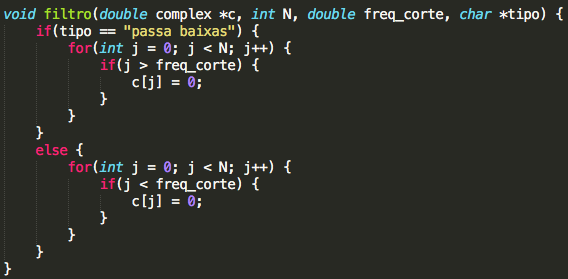 void filtro(double complex *c, int N, double freq_corte, char *tipo) {
    if(tipo == "passa baixas") {
        for(int j = 0; j < N; j++) {
            if(j > freq_corte) {
                c[j] = 0;
            }
        }
    }
    else {
        for(int j = 0; j < N; j++) {
            if(j < freq_corte) {
                c[j] = 0;
            }
        }
    }
}